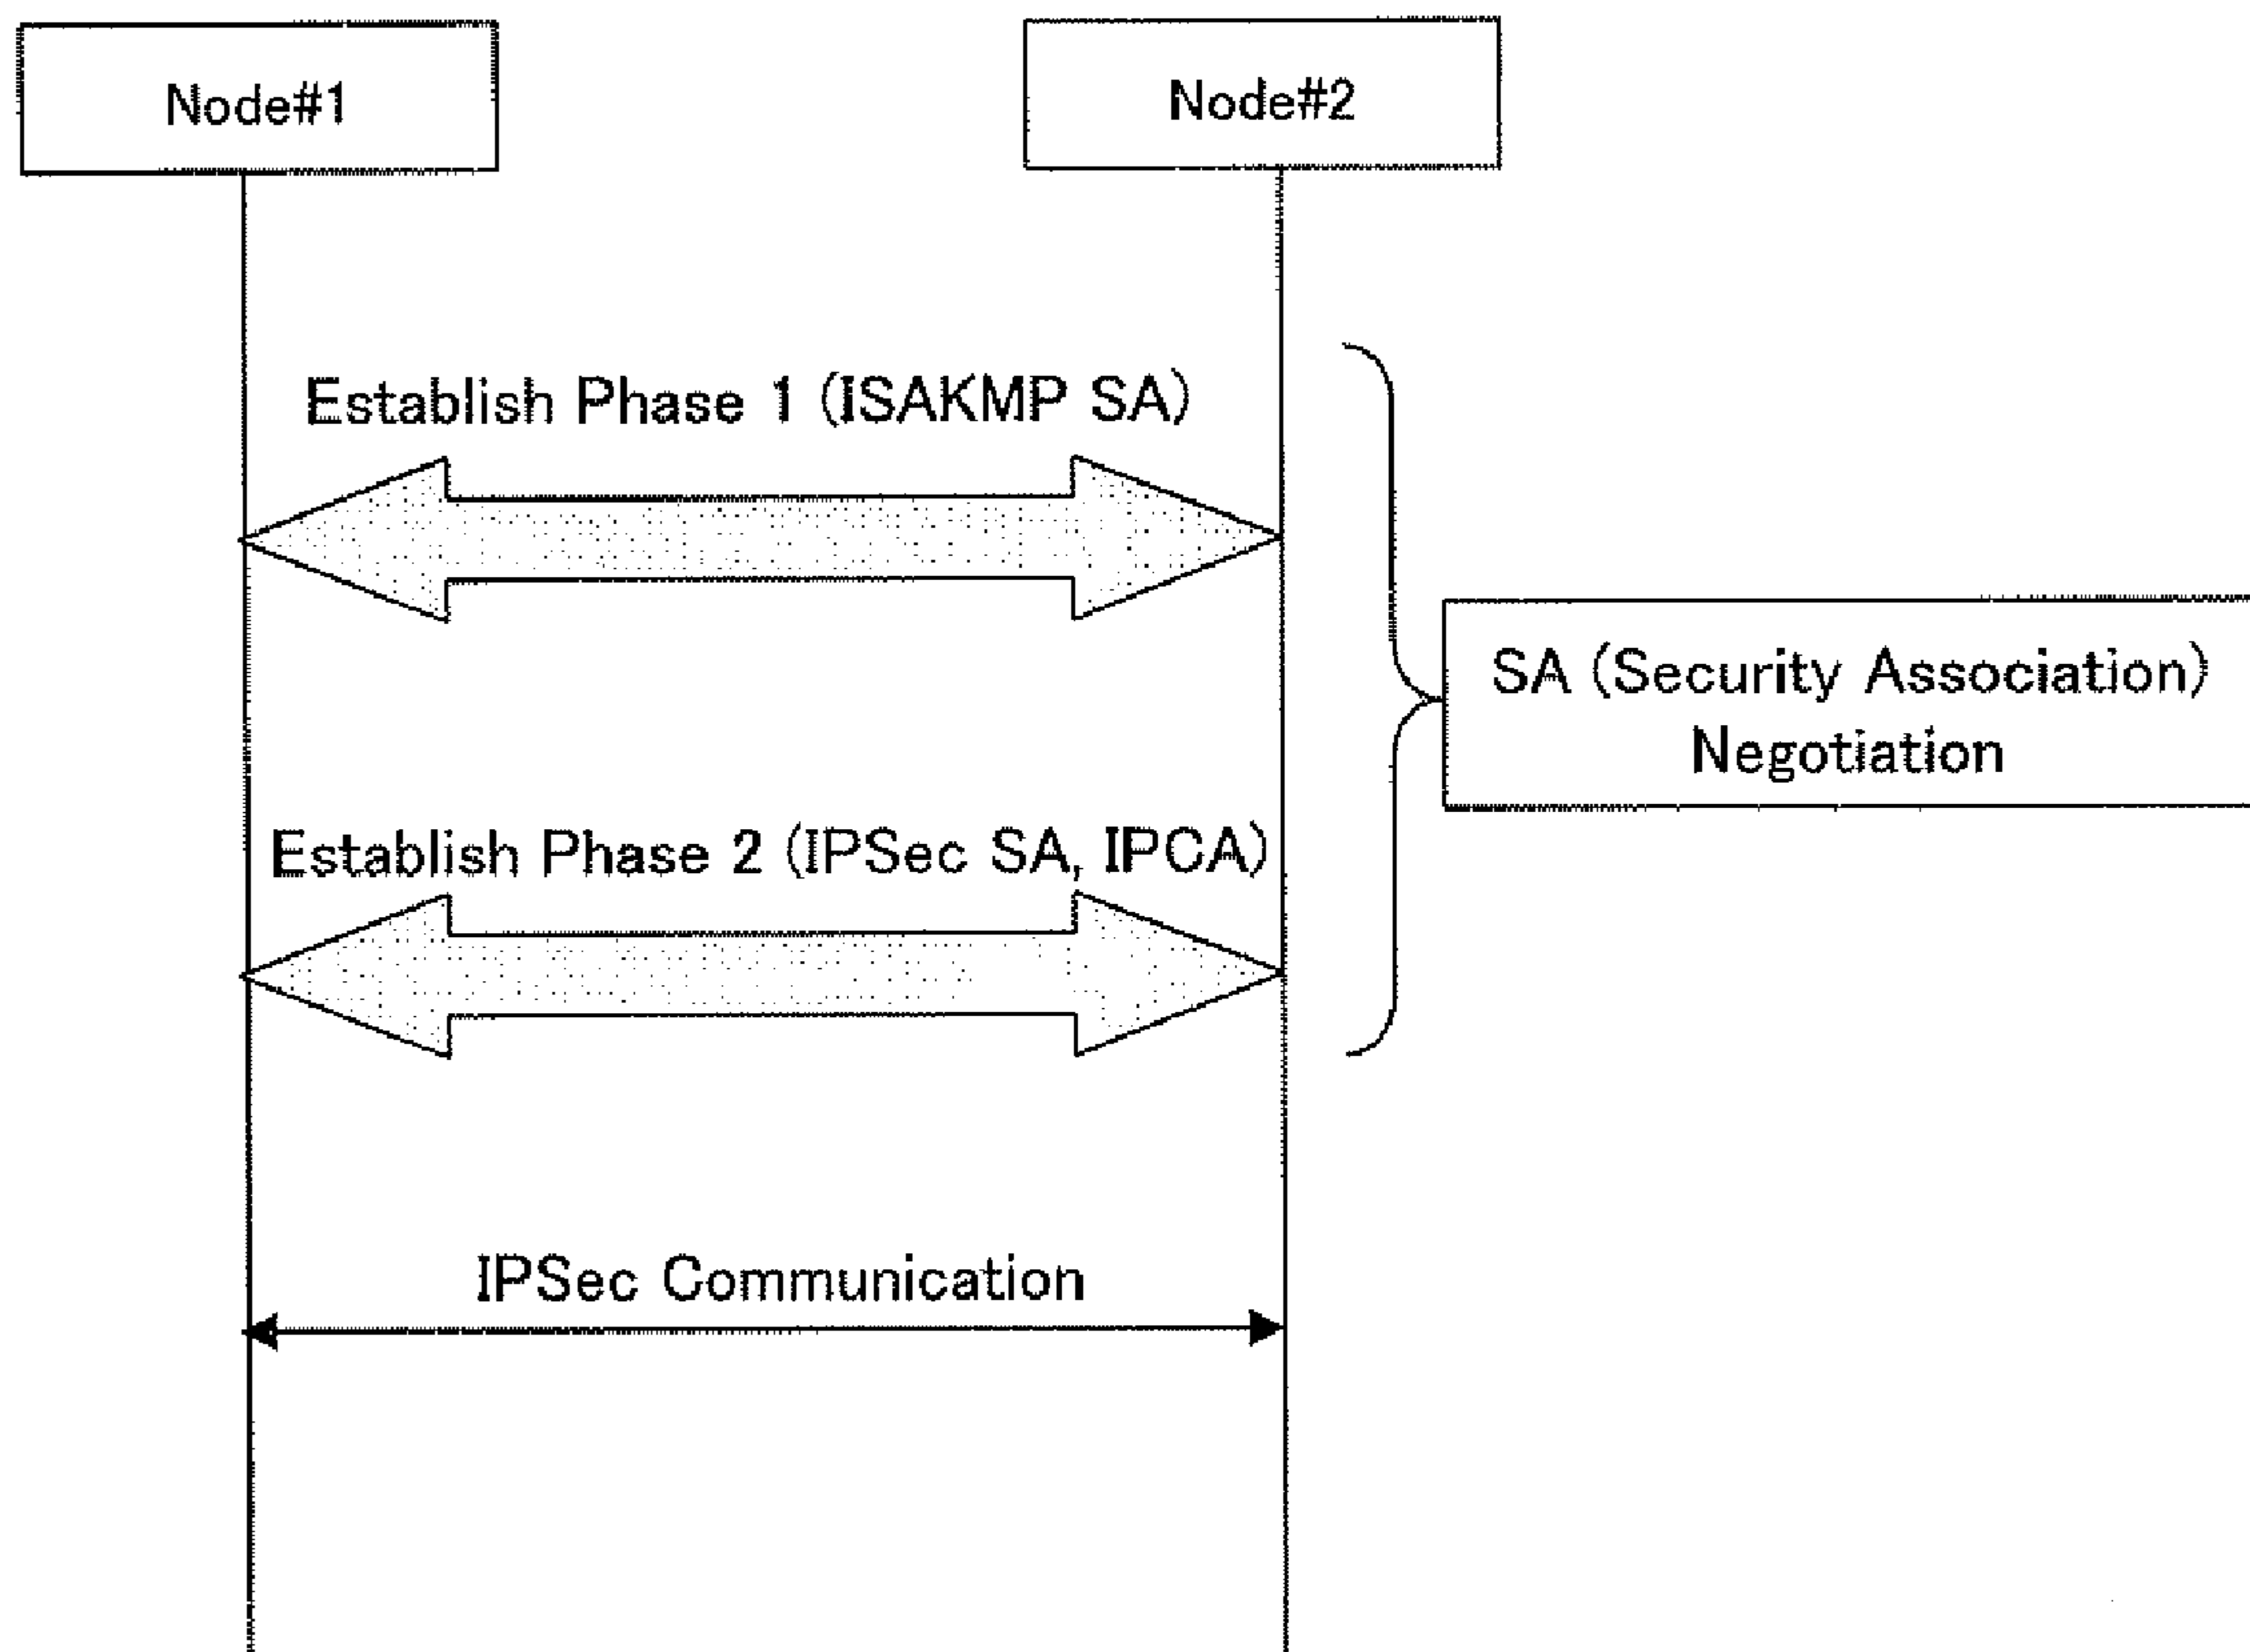 Node#1
Node#2
Establish Phase 1 (ISAKMP SA)
SA (Security Association)
Negotiation
Establish Phase 2 (IPSec SA, IPCA)
IPSec Communication